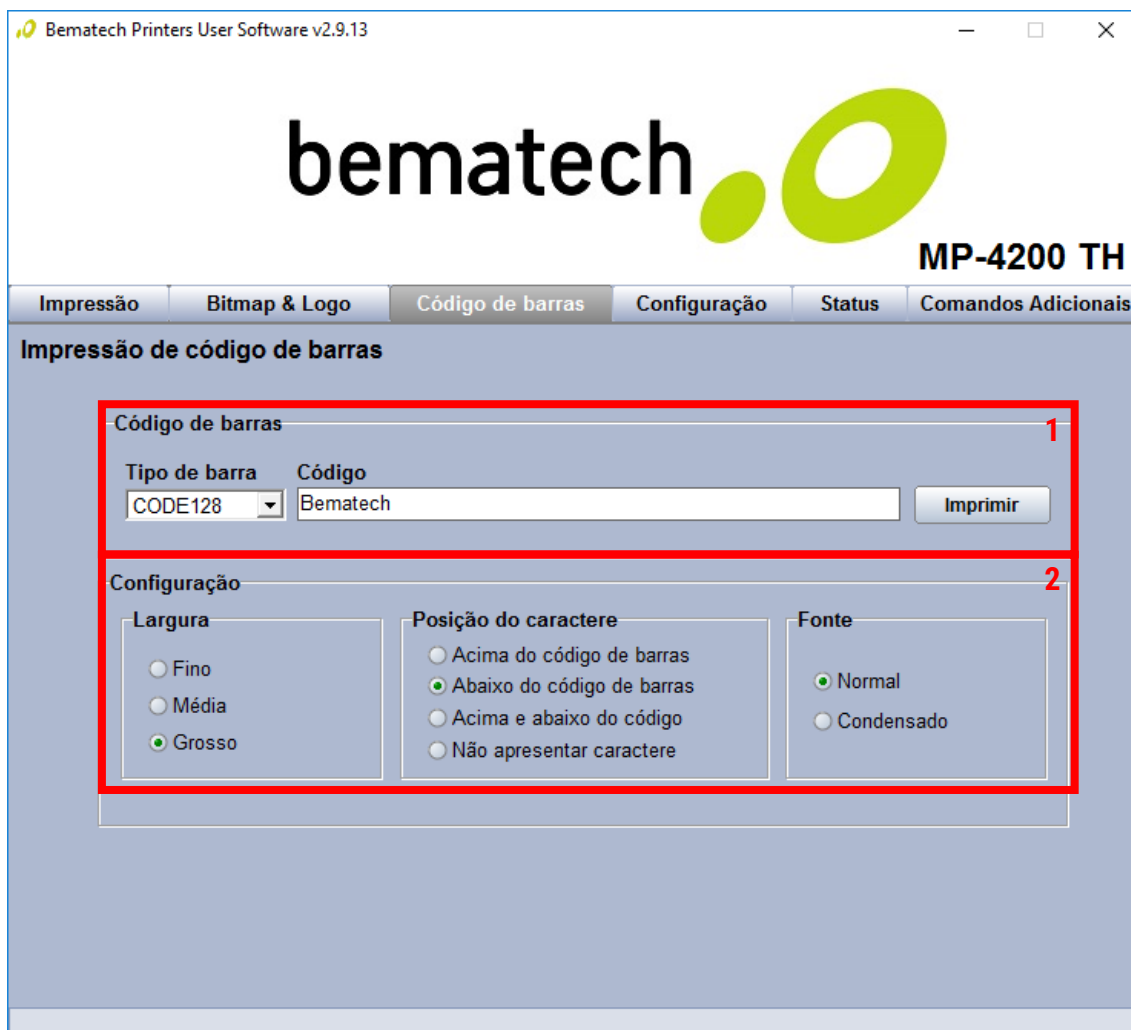 Bematech Printers User Software v2.9.13
bematech
MP-4200 TH
Impressão Bitmap & Logo Código de barras Configuração Status Comandos Adicionais
Impressão de código de barras
Código de barras 1
Tipo de barra Código
CODE128 Bematech Imprimir
Configuração 2
Largura Posição do caractere Fonte
Acima do código de barras
Fino Abaixo do código de barras Normal
Média Acima e abaixo do código Condensado
Grosso Não apresentar caractere